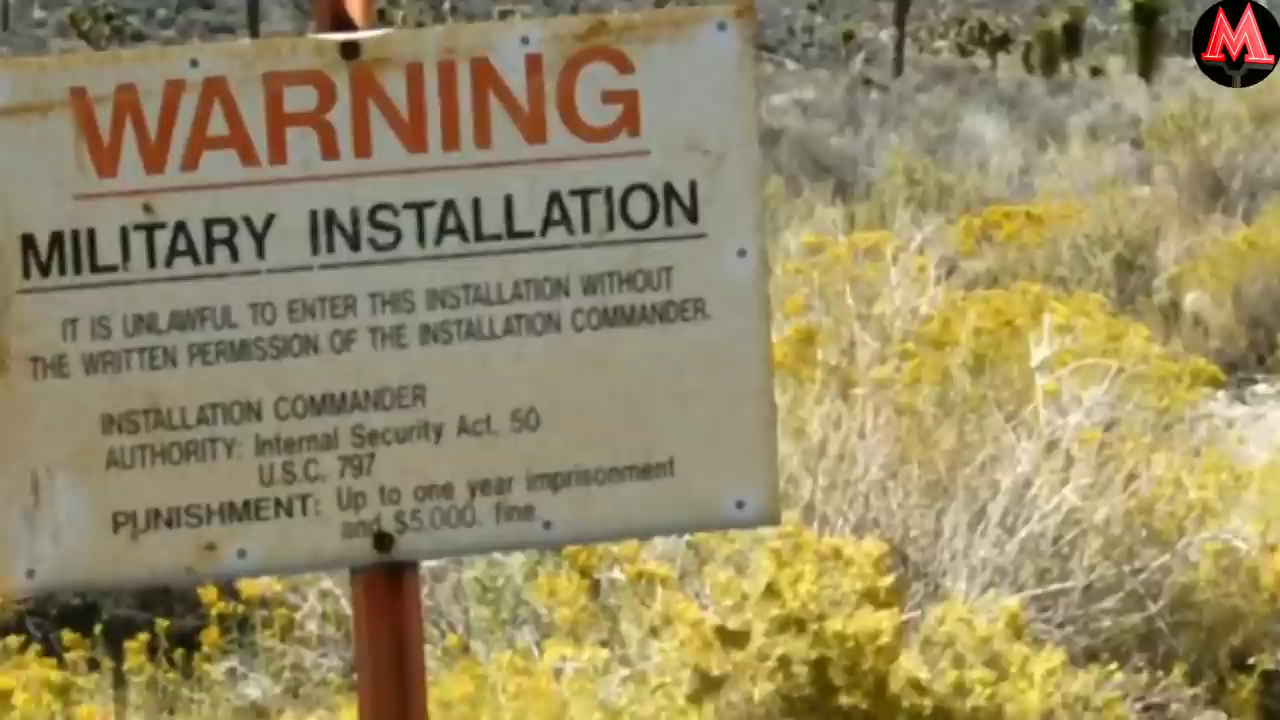 WARNING
MILITARY INSTALLATION
IT IS UNLAWFUL TO ENTER THIS INSTALLATION WITHOUT
THE WRITTEN PERMISSION OF THE INSTALLATION COMMANDER.
INSTALLATION COMMANDER
AUTHORITY: Internal Security Act. 50
U.S.C. 797
PUNISHMENT: Up to one year imprisonment
and $5,000. fine.
M